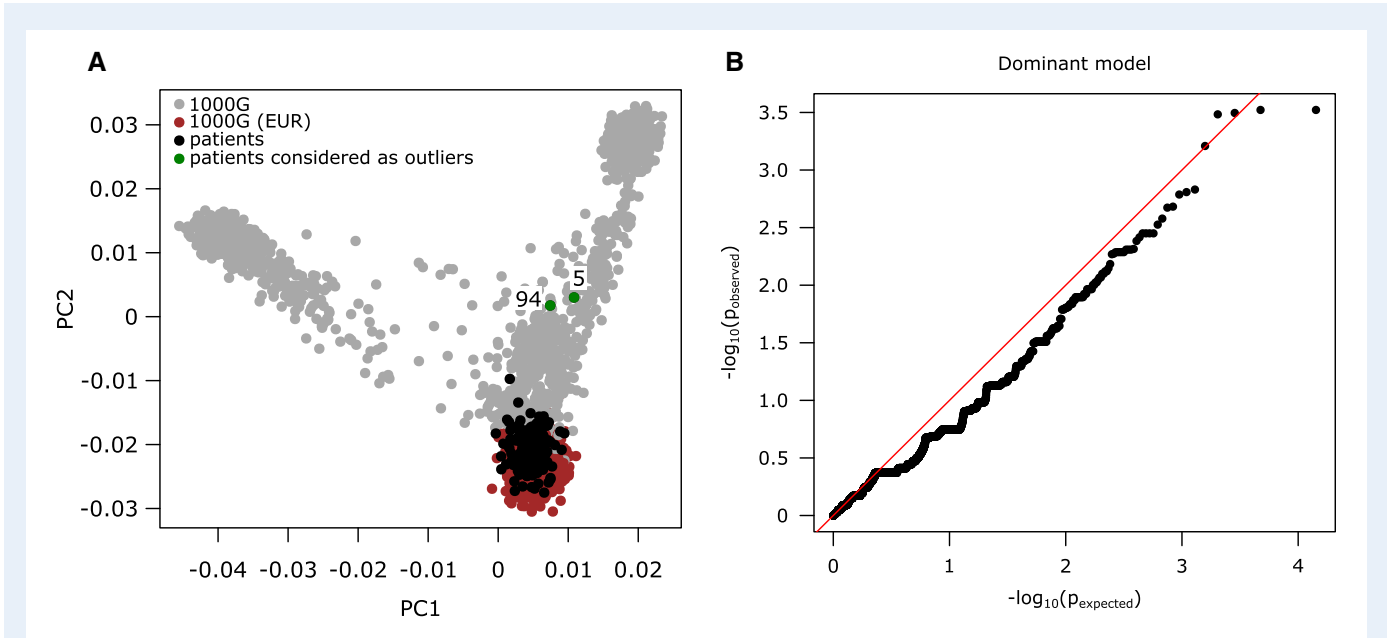 A
1000G
1000G (EUR)
patients
patients considered as outliers
94
5
PC2
0.03
0.02
0.01
0
-0.01
-0.02
-0.03
-0.04 -0.03 -0.02 -0.01 0 0.01 0.02
PC1
B
Dominant model
-log10(pobserved)
3.5
3.0
2.5
2.0
1.5
1.0
0.5
0
0 1 2 3 4
-log10(pexpected)